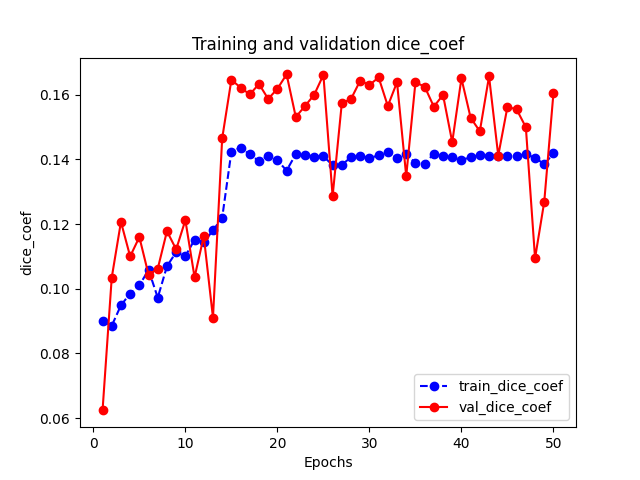 Training and validation dice_coef
dice_coef
0.16
0.14
0.12
0.10
0.08
0.06
train_dice_coef
val_dice_coef
0 10 20 30 40 50
Epochs